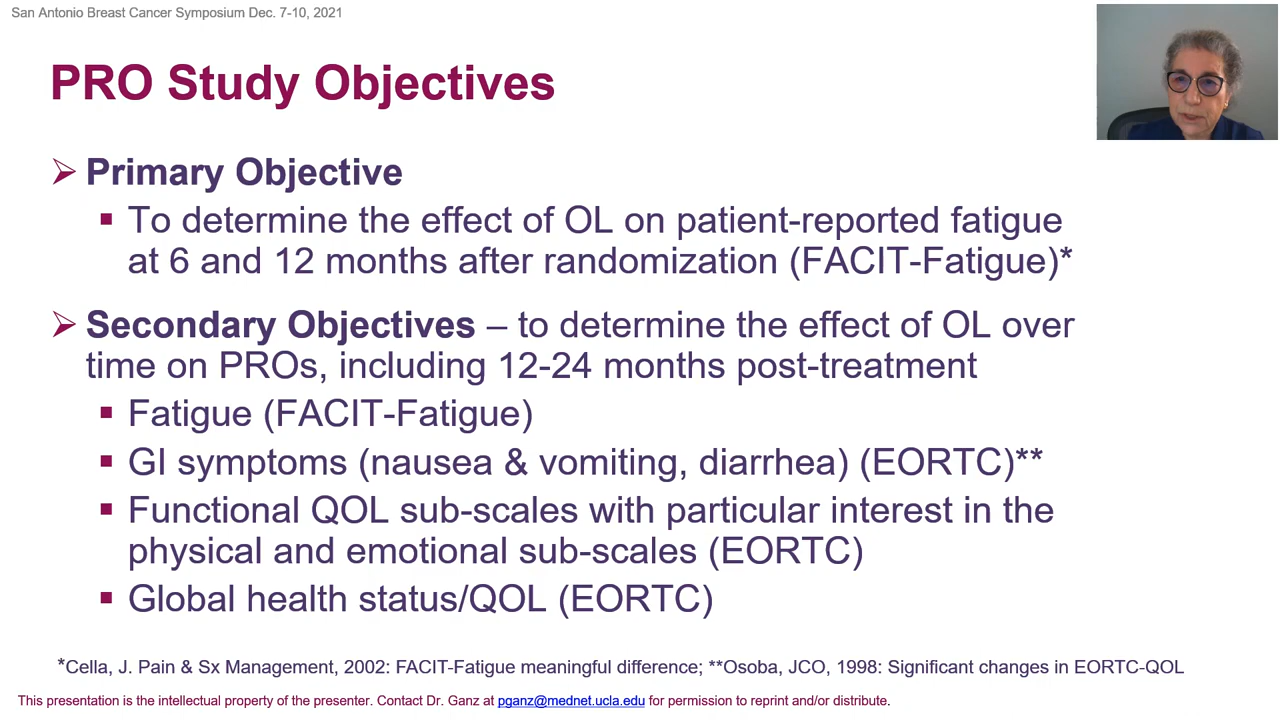 San Antonio Breast Cancer Symposium Dec. 7-10, 2021
PRO Study Objectives
Primary Objective
To determine the effect of OL on patient-reported fatigue
at 6 and 12 months after randomization (FACIT-Fatigue)*
Secondary Objectives – to determine the effect of OL over
time on PROs, including 12-24 months post-treatment
Fatigue (FACIT-Fatigue)
GI symptoms (nausea & vomiting, diarrhea) (EORTC)**
Functional QOL sub-scales with particular interest in the
physical and emotional sub-scales (EORTC)
Global health status/QOL (EORTC)
*Cella, J. Pain & Sx Management, 2002: FACIT-Fatigue meaningful difference; **Osoba, JCO, 1998: Significant changes in EORTC-QOL
This presentation is the intellectual property of the presenter. Contact Dr. Ganz at pganz@mednet.ucla.edu for permission to reprint and/or distribute.